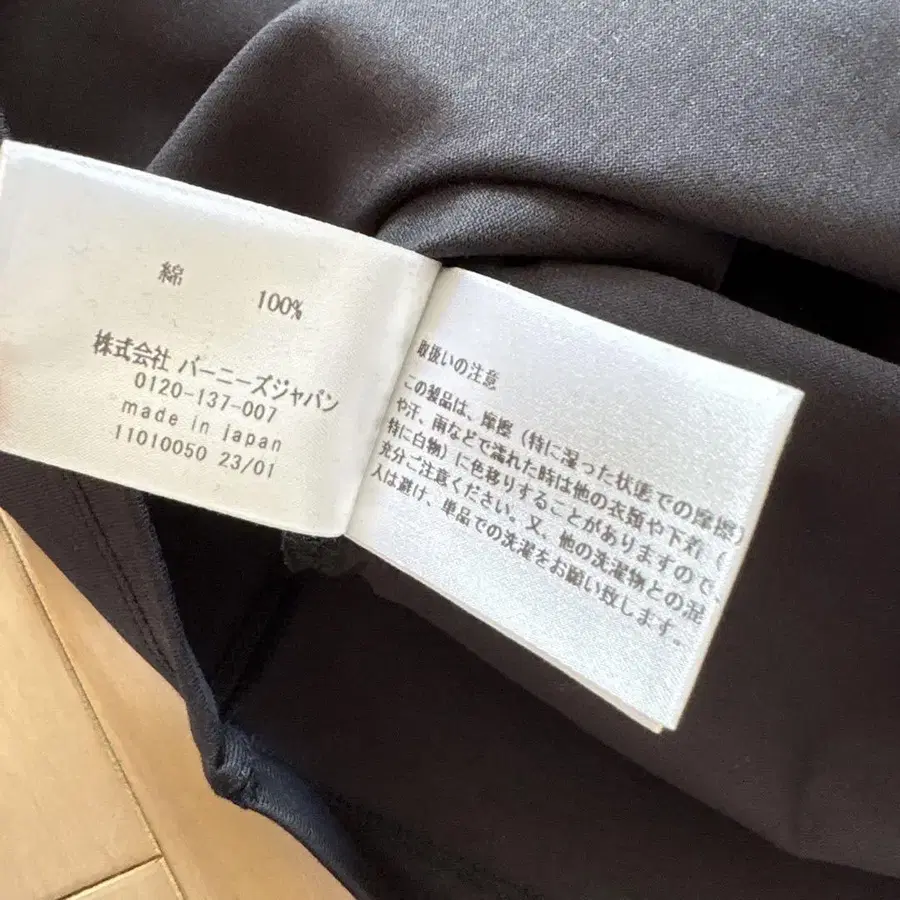 綿 100%
株式会社 バーニーズジャパン
0120-137-007
made in japan
11010050 23/01
取扱いの注意
この製品は、摩擦（特に湿った状態での摩擦）
や汗、雨などで濡れた時は他の衣類や下着（
特に白物）に色移りすることがありますので、
充分ご注意ください。又、他の洗濯物との混
入は避け、単品での洗濯をお願い致します。